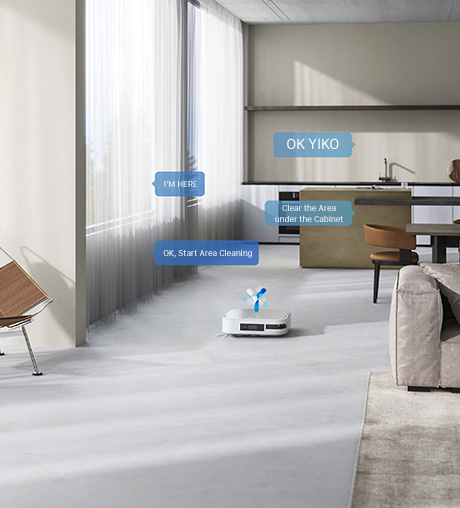 OK YIKO
I'M HERE
Clear the Area
under the Cabinet
OK, Start Area Cleaning